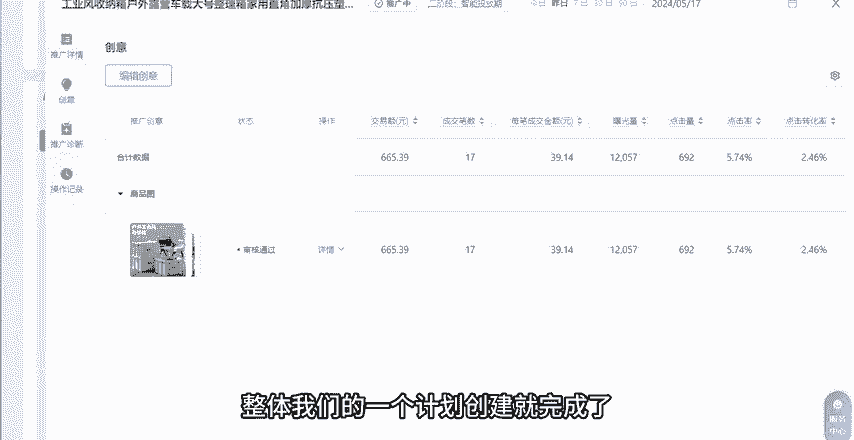 工业风收纳箱户外露营车载大号整理箱家用直角加厚抗压塑... 推广中 二阶段：智能投放期 今日 昨日 7日 30日 90日 2024/05/17
推广详情
创意
推广诊断
操作记录
创意
编辑创意
推广创意 状态 操作 交易额(元) 成交笔数 每笔成交金额(元) 曝光量 点击量 点击率 点击转化率
合计数据 665.39 17 39.14 12,057 692 5.74% 2.46%
商品图
审核通过 详情 665.39 17 39.14 12,057 692 5.74% 2.46%
整体我们的一个计划创建就完成了
服务
中心